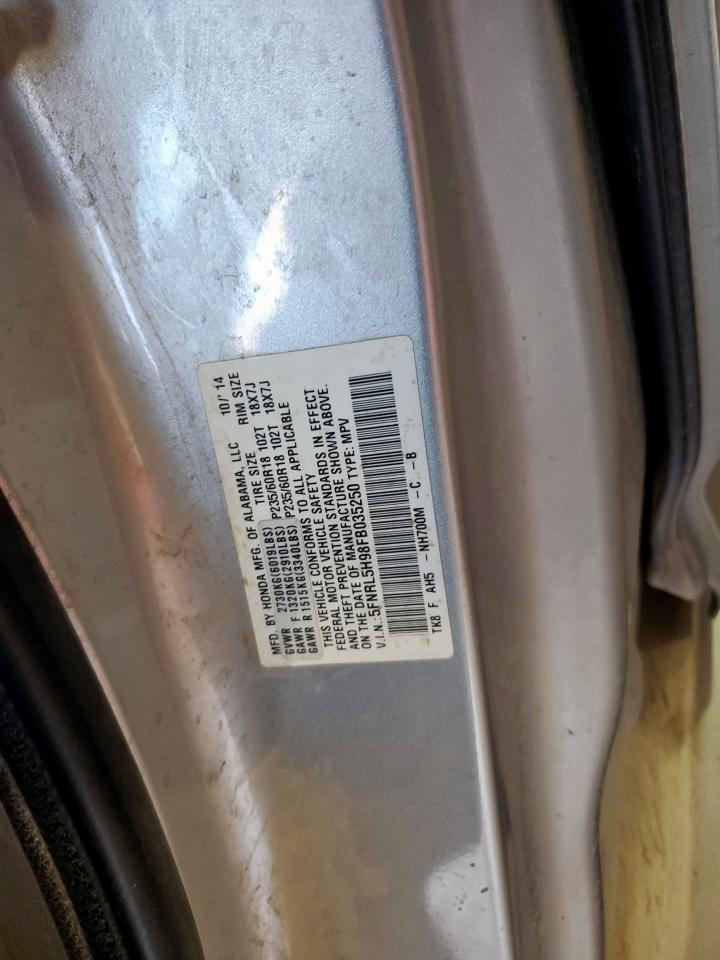 MFD. BY HONDA MFG. OF ALABAMA, LLC 10/'14
GVWR 2730KG(6019LBS) TIRE SIZE RIM SIZE
GAWR F 1320KG(2910LBS) P235/60R18 102T 18X7J
GAWR R 1515KG(3340LBS) P235/60R18 102T 18X7J
THIS VEHICLE CONFORMS TO ALL APPLICABLE
FEDERAL MOTOR VEHICLE SAFETY
AND THEFT PREVENTION STANDARDS IN EFFECT
ON THE DATE OF MANUFACTURE SHOWN ABOVE.
V.I.N.:5FNRL5H98FB035250 TYPE: MPV
TK8 F AH5 - NH700M - C - B